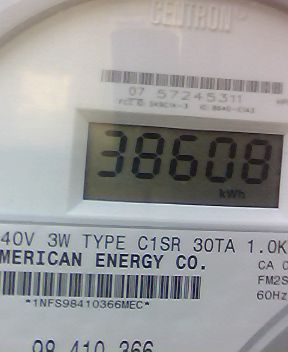 CENTRON
07 57245311
38608
kWh
40V 3W TYPE C1SR 30TA 1.0K
MERICAN ENERGY CO.
CA 0
FM2S
60Hz
*1NFS98410366MEC*
98 410 366